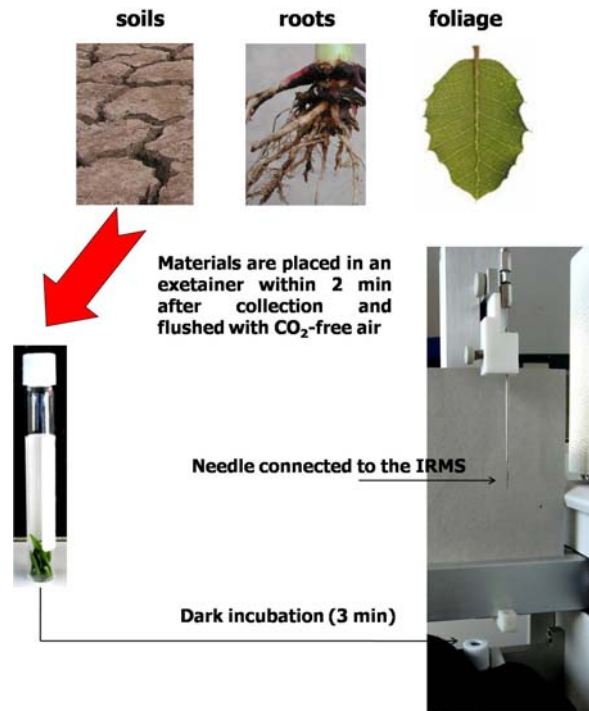 soils roots foliage
Materials are placed in an
exetainer within 2 min
after collection and
flushed with CO₂-free air
Needle connected to the IRMS
Dark incubation (3 min)